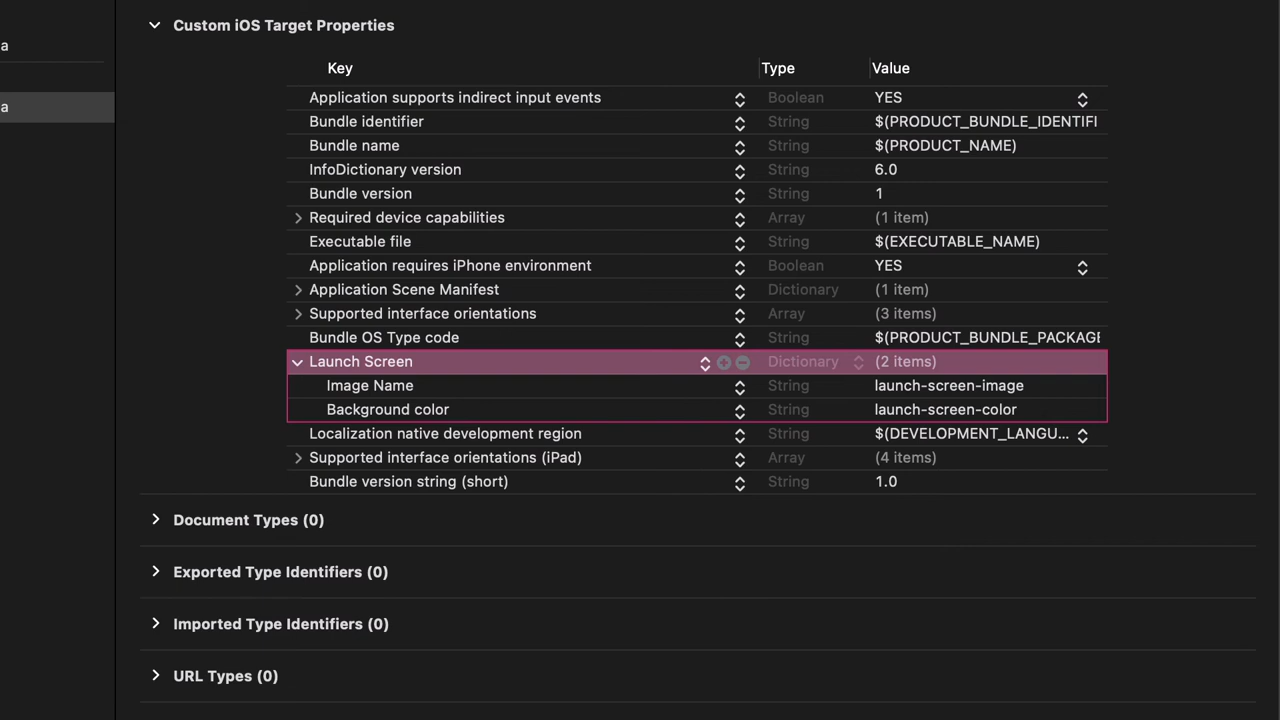 Custom iOS Target Properties
a
Key Type Value
Application supports indirect input events Boolean YES
a
Bundle identifier String $(PRODUCT_BUNDLE_IDENTIFI
Bundle name String $(PRODUCT_NAME)
InfoDictionary version String 6.0
Bundle version String 1
Required device capabilities Array (1 item)
Executable file String $(EXECUTABLE_NAME)
Application requires iPhone environment Boolean YES
Application Scene Manifest Dictionary (1 item)
Supported interface orientations Array (3 items)
Bundle OS Type code String $(PRODUCT_BUNDLE_PACKAGE
Launch Screen Dictionary (2 items)
Image Name String launch-screen-image
Background color String launch-screen-color
Localization native development region String $(DEVELOPMENT_LANGU...
Supported interface orientations (iPad) Array (4 items)
Bundle version string (short) String 1.0
Document Types (0)
Exported Type Identifiers (0)
Imported Type Identifiers (0)
URL Types (0)